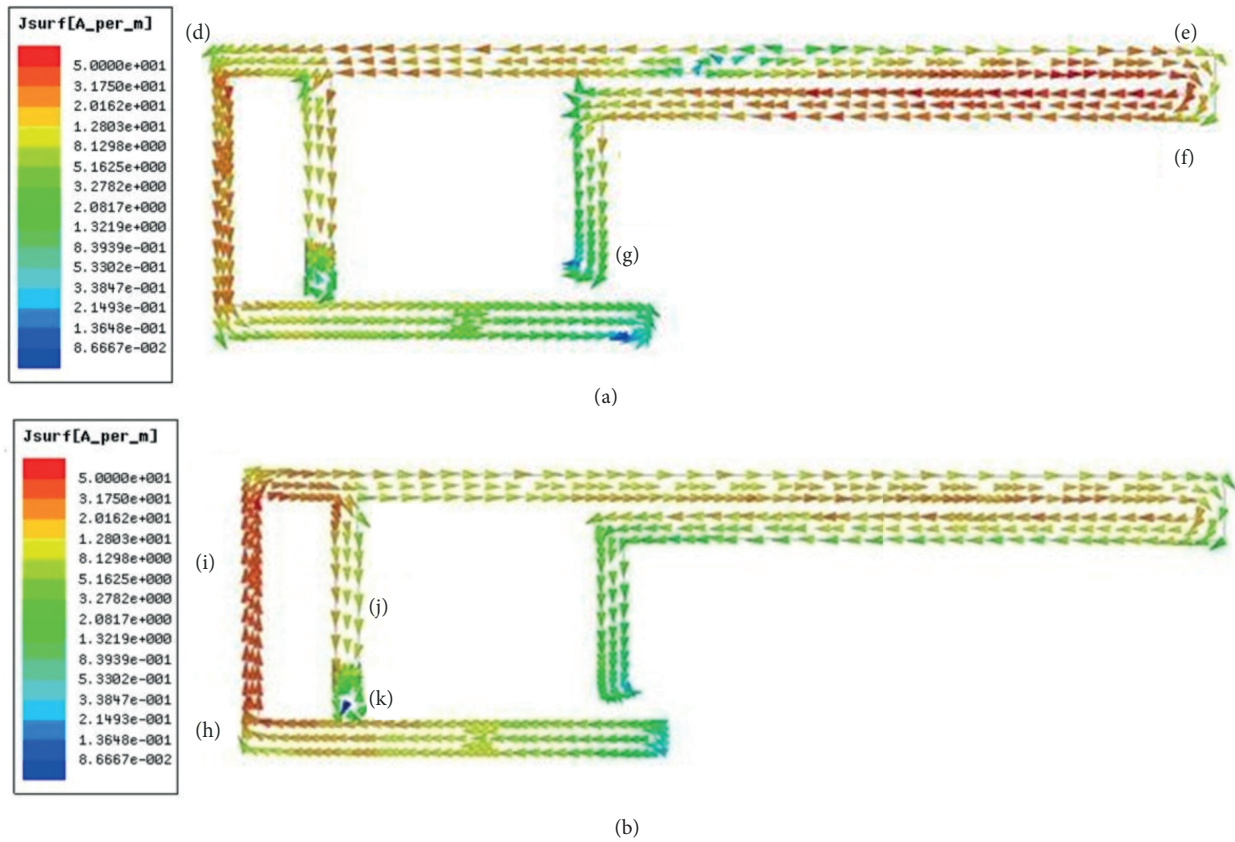 Jsurf[A_per_m]
5.0000e+001
3.1750e+001
2.0162e+001
1.2803e+001
8.1298e+000
5.1625e+000
3.2782e+000
2.0817e+000
1.3219e+000
8.3939e-001
5.3302e-001
3.3847e-001
2.1493e-001
1.3648e-001
8.6667e-002
(d)
(e)
(f)
(g)
(a)
Jsurf[A_per_m]
5.0000e+001
3.1750e+001
2.0162e+001
1.2803e+001
8.1298e+000
5.1625e+000
3.2782e+000
2.0817e+000
1.3219e+000
8.3939e-001
5.3302e-001
3.3847e-001
2.1493e-001
1.3648e-001
8.6667e-002
(i)
(j)
(k)
(h)
(b)